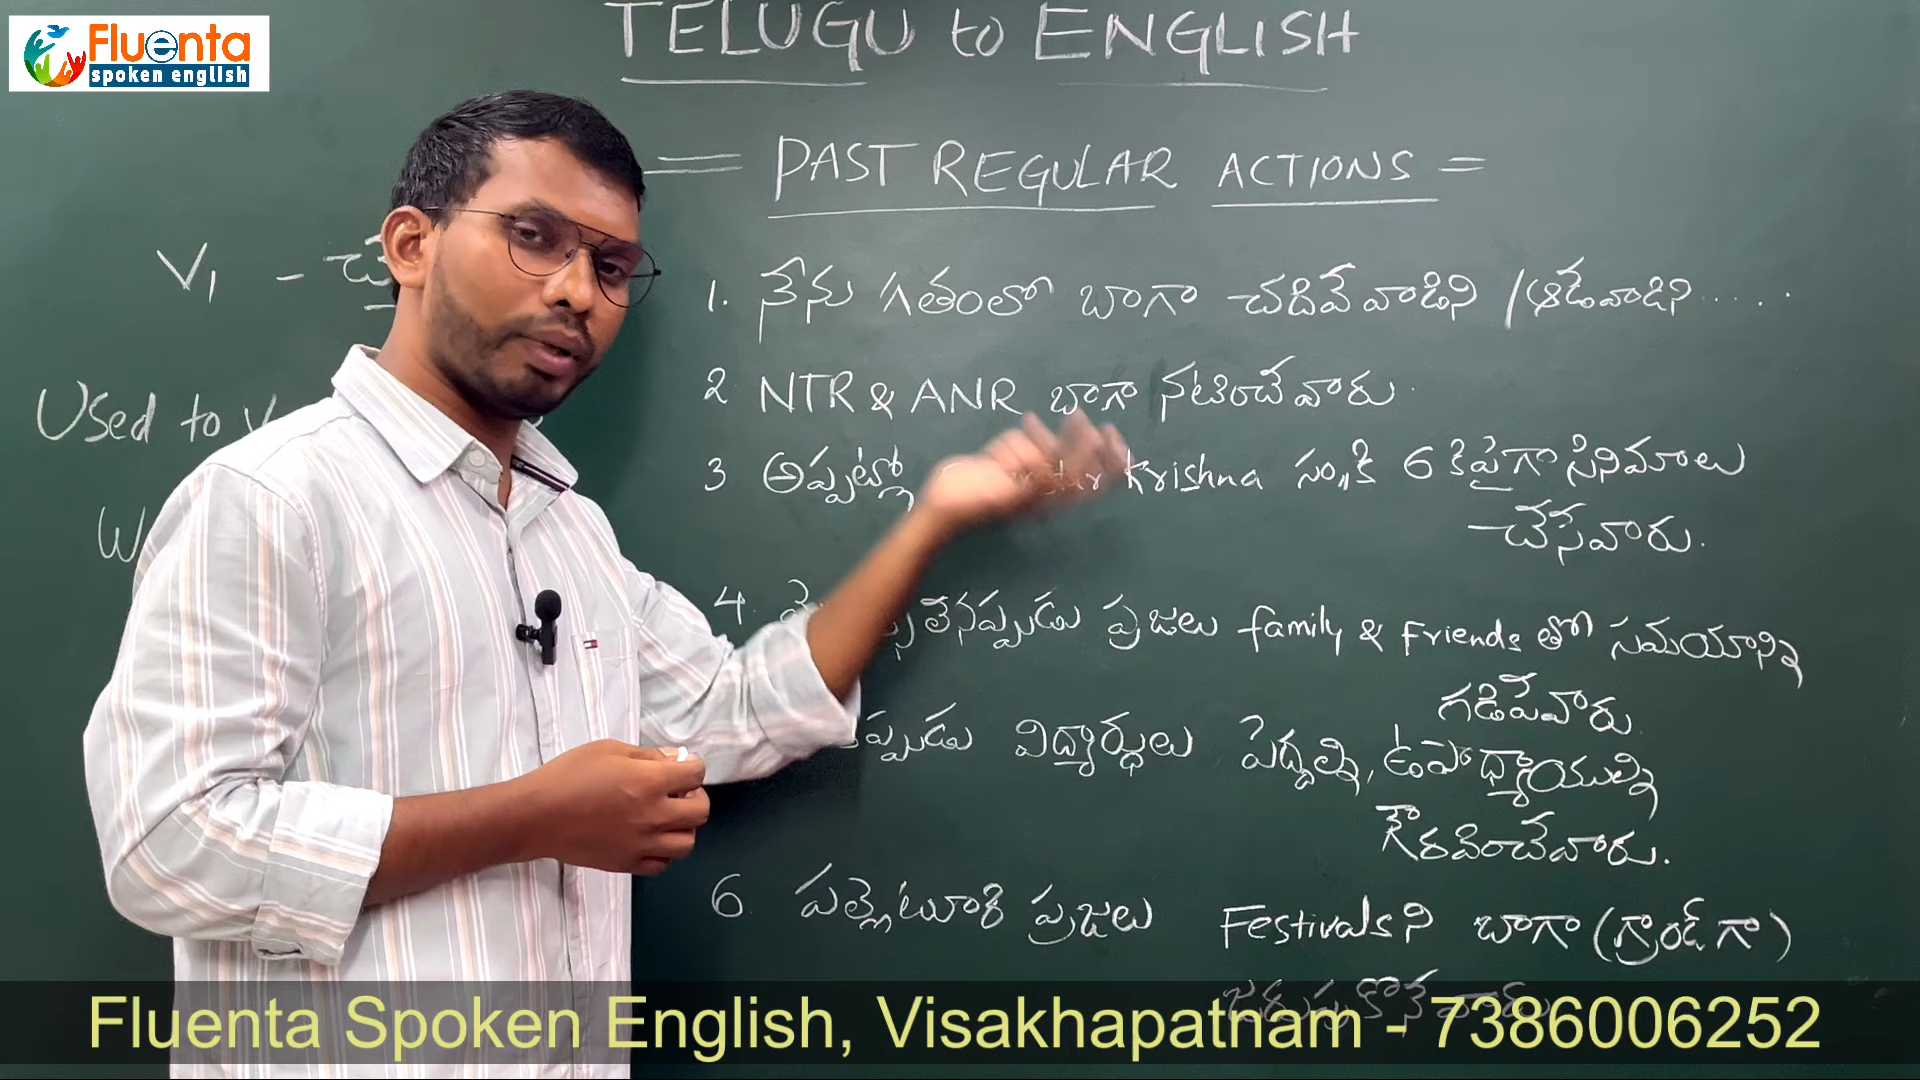 Fluenta
spoken english
TELUGU to ENGLISH
= PAST REGULAR ACTIONS =
V1 -
Used to
1. నేను గతంలో బాగా చదివేవాడిని / ఆడేవాడిని .....
2 NTR & ANR బాగా నటించేవారు.
3 అప్పట్లో Krishna సం,,కి 6 కి పైగా సినిమాలు
చేసేవారు.
4. లేనప్పుడు ప్రజలు family & Friends తో సమయాన్ని
గడిపేవారు.
విద్యార్థులు పెద్దల్ని, ఉపాధ్యాయుల్ని
గౌరవించేవారు.
6. పల్లెటూరి ప్రజలు Festivals ని బాగా (గ్రాండ్ గా)
జరుపుకొనేవారు
Fluenta Spoken English, Visakhapatnam - 7386006252